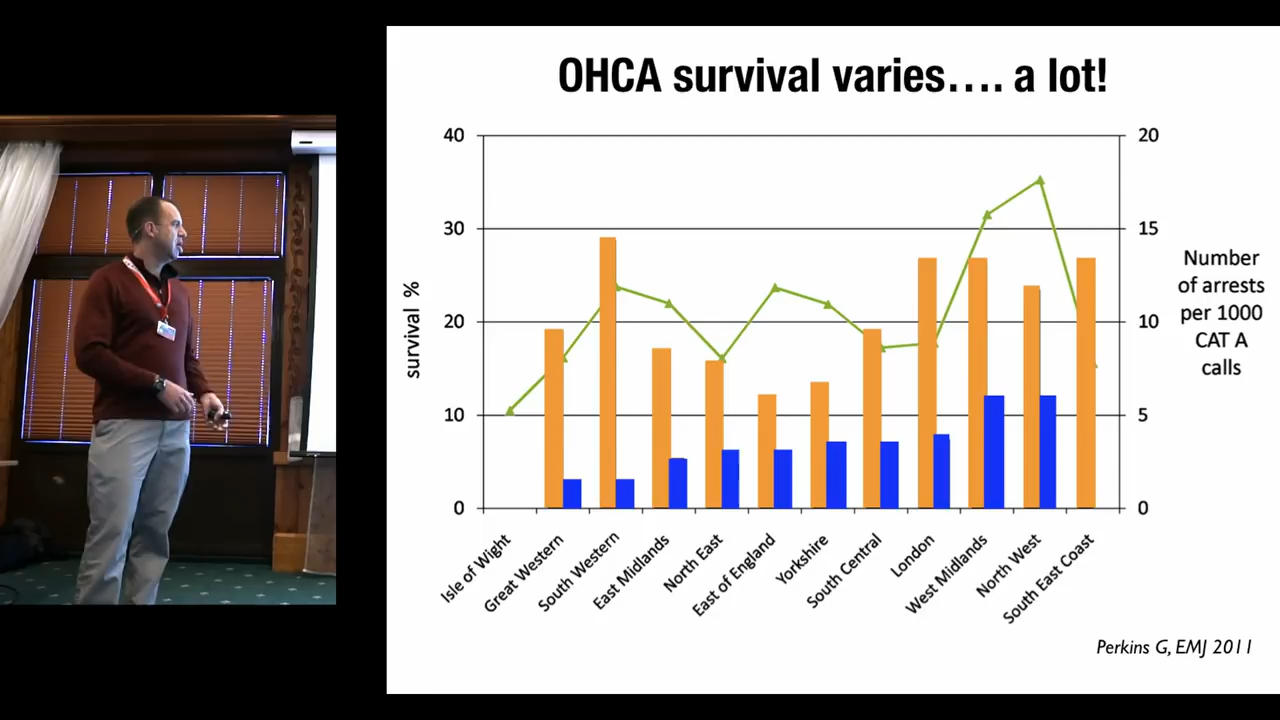 OHCA survival varies.... a lot!
40
30
20
10
0
survival %
20
15
10
5
0
Number
of arrests
per 1000
CAT A
calls
Isle of Wight
Great Western
South Western
East Midlands
North East
East of England
Yorkshire
South Central
London
West Midlands
North West
South East Coast
Perkins G, EMJ 2011